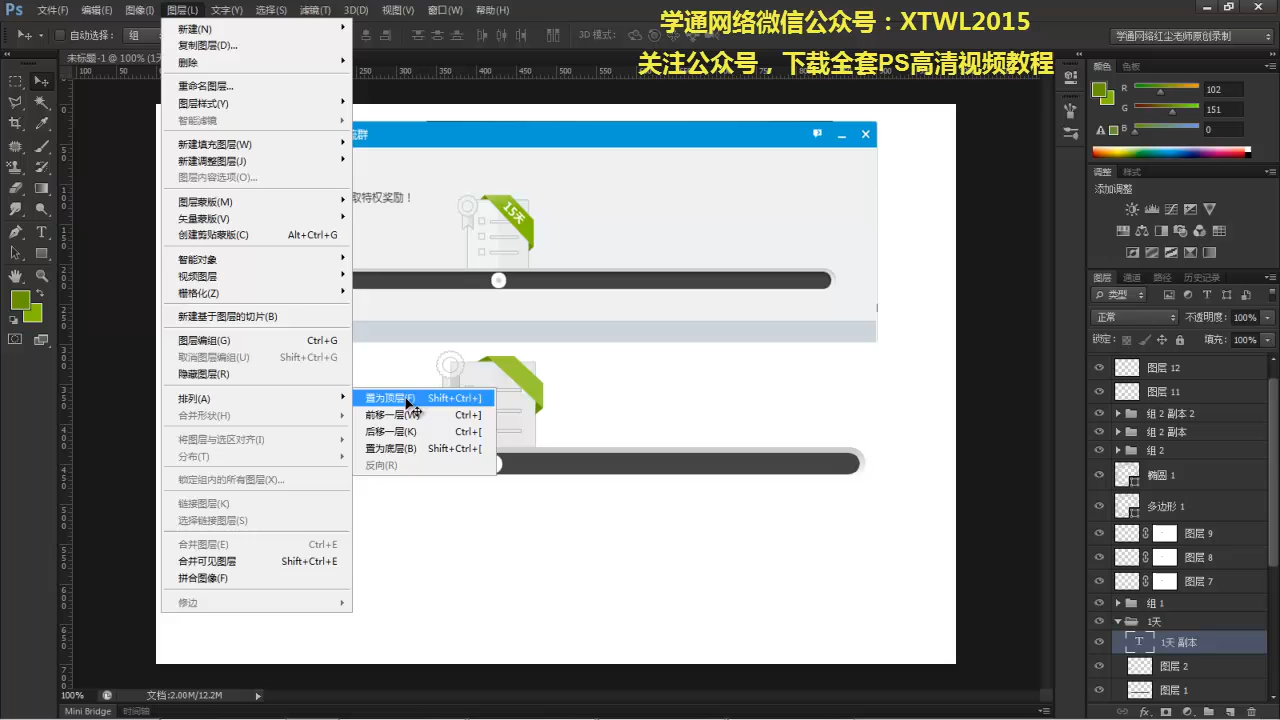 Ps 文件(F) 编辑(E) 图像(I) 图层(L) 文字(Y) 选择(S) 滤镜(T) 3D(D) 视图(V) 窗口(W) 帮助(H)
学通网络微信公众号：XTWL2015
关注公众号，下载全套PS高清视频教程
自动选择： 组
3D 模式：
学通网络红尘老师原创录制
未标题-1 @ 100% (1天
新建(N)
复制图层(D)...
删除
重命名图层...
图层样式(Y)
智能滤镜
新建填充图层(W)
新建调整图层(J)
图层内容选项(O)...
图层蒙版(M)
矢量蒙版(V)
创建剪贴蒙版(C) Alt+Ctrl+G
智能对象
视频图层
栅格化(Z)
新建基于图层的切片(B)
图层编组(G) Ctrl+G
取消图层编组(U) Shift+Ctrl+G
隐藏图层(R)
排列(A)
合并形状(H)
将图层与选区对齐(I)
分布(T)
锁定组内的所有图层(X)...
链接图层(K)
选择链接图层(S)
合并图层(E) Ctrl+E
合并可见图层 Shift+Ctrl+E
拼合图像(F)
修边
置为顶层(F) Shift+Ctrl+]
前移一层(W) Ctrl+]
后移一层(K) Ctrl+[
置为底层(B) Shift+Ctrl+[
反向(R)
流群
取特权奖励！
15天
颜色 色板
R 102
G 151
B 0
调整 样式
添加调整
图层 通道 路径 历史记录
类型
正常 不透明度： 100%
锁定： 填充： 100%
图层 12
图层 11
组 2 副本 2
组 2 副本
组 2
椭圆 1
多边形 1
图层 9
图层 8
图层 7
组 1
1天
T 1天 副本
图层 2
图层 1
100% 文档:2.00M/12.2M
Mini Bridge 时间轴